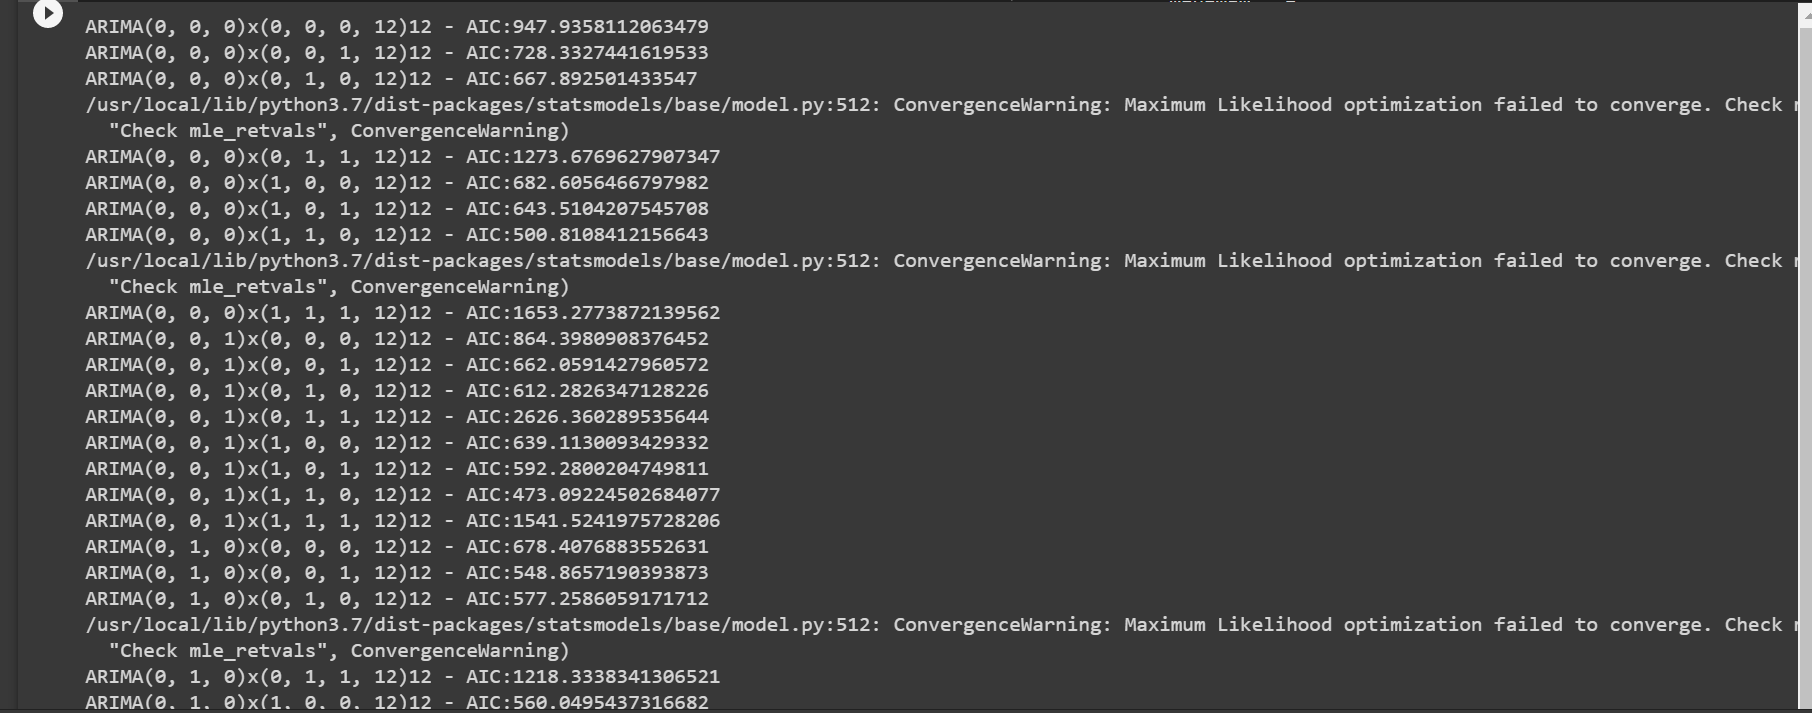 ARIMA(0, 0, 0)x(0, 0, 0, 12)12 - AIC:947.9358112063479
ARIMA(0, 0, 0)x(0, 0, 1, 12)12 - AIC:728.3327441619533
ARIMA(0, 0, 0)x(0, 1, 0, 12)12 - AIC:667.892501433547
/usr/local/lib/python3.7/dist-packages/statsmodels/base/model.py:512: ConvergenceWarning: Maximum Likelihood optimization failed to converge. Check
"Check mle_retvals", ConvergenceWarning)
ARIMA(0, 0, 0)x(0, 1, 1, 12)12 - AIC:1273.6769627907347
ARIMA(0, 0, 0)x(1, 0, 0, 12)12 - AIC:682.6056466797982
ARIMA(0, 0, 0)x(1, 0, 1, 12)12 - AIC:643.5104207545708
ARIMA(0, 0, 0)x(1, 1, 0, 12)12 - AIC:500.8108412156643
/usr/local/lib/python3.7/dist-packages/statsmodels/base/model.py:512: ConvergenceWarning: Maximum Likelihood optimization failed to converge. Check
"Check mle_retvals", ConvergenceWarning)
ARIMA(0, 0, 0)x(1, 1, 1, 12)12 - AIC:1653.2773872139562
ARIMA(0, 0, 1)x(0, 0, 0, 12)12 - AIC:864.3980908376452
ARIMA(0, 0, 1)x(0, 0, 1, 12)12 - AIC:662.0591427960572
ARIMA(0, 0, 1)x(0, 1, 0, 12)12 - AIC:612.2826347128226
ARIMA(0, 0, 1)x(0, 1, 1, 12)12 - AIC:2626.360289535644
ARIMA(0, 0, 1)x(1, 0, 0, 12)12 - AIC:639.1130093429332
ARIMA(0, 0, 1)x(1, 0, 1, 12)12 - AIC:592.2800204749811
ARIMA(0, 0, 1)x(1, 1, 0, 12)12 - AIC:473.09224502684077
ARIMA(0, 0, 1)x(1, 1, 1, 12)12 - AIC:1541.5241975728206
ARIMA(0, 1, 0)x(0, 0, 0, 12)12 - AIC:678.4076883552631
ARIMA(0, 1, 0)x(0, 0, 1, 12)12 - AIC:548.8657190393873
ARIMA(0, 1, 0)x(0, 1, 0, 12)12 - AIC:577.2586059171712
/usr/local/lib/python3.7/dist-packages/statsmodels/base/model.py:512: ConvergenceWarning: Maximum Likelihood optimization failed to converge. Check
"Check mle_retvals", ConvergenceWarning)
ARIMA(0, 1, 0)x(0, 1, 1, 12)12 - AIC:1218.3338341306521
ARIMA(0, 1, 0)x(1, 0, 0, 12)12 - AIC:560.0495437316682